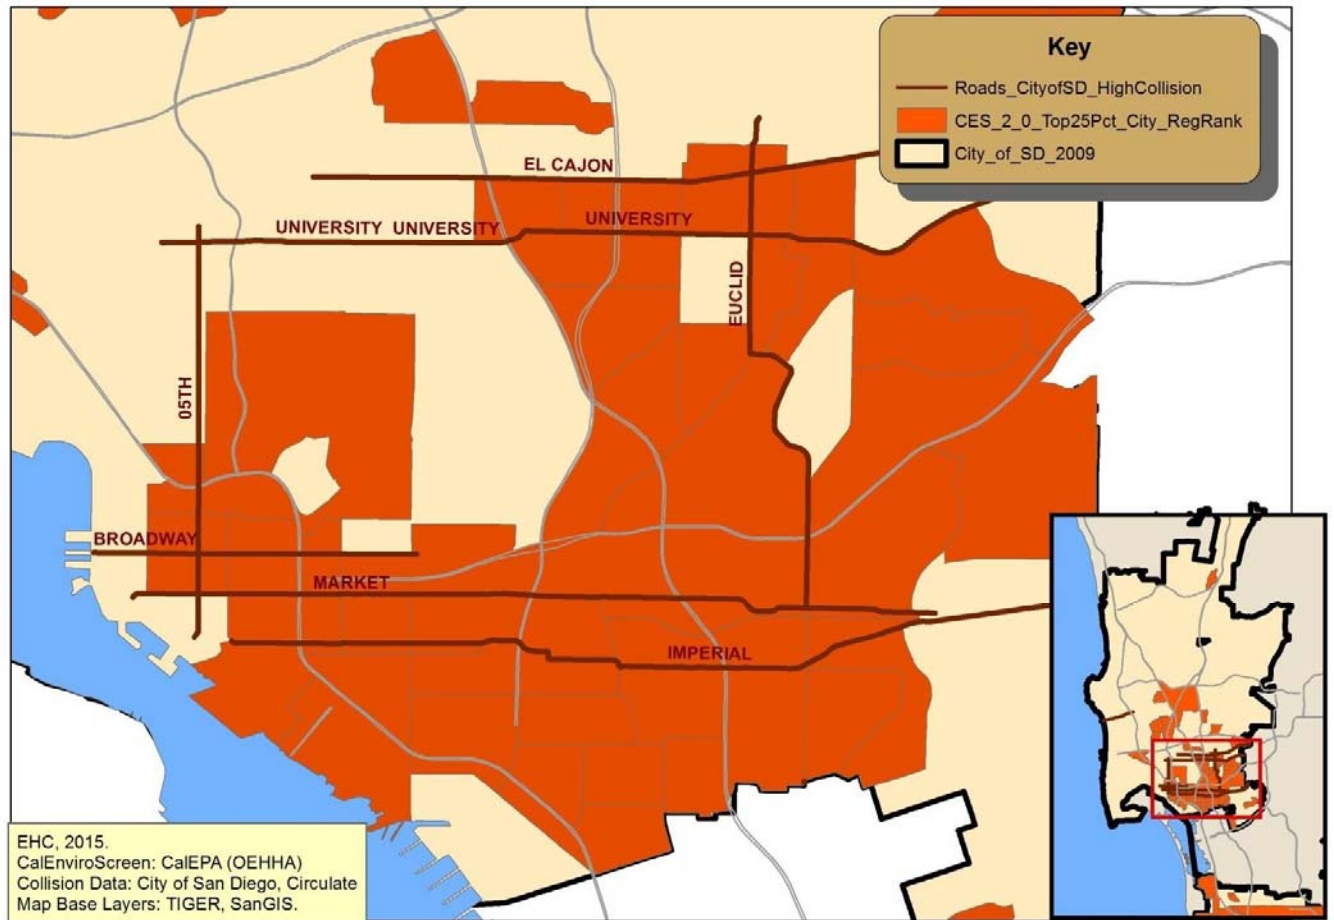 Key
Roads_CityofSD_HighCollision
CES_2_0_Top25Pct_City_RegRank
City_of_SD_2009
EL CAJON
UNIVERSITY UNIVERSITY
UNIVERSITY
EUCLID
05TH
BROADWAY
MARKET
IMPERIAL
EHC, 2015.
CalEnviroScreen: CalEPA (OEHHA)
Collision Data: City of San Diego, Circulate
Map Base Layers: TIGER, SanGIS.